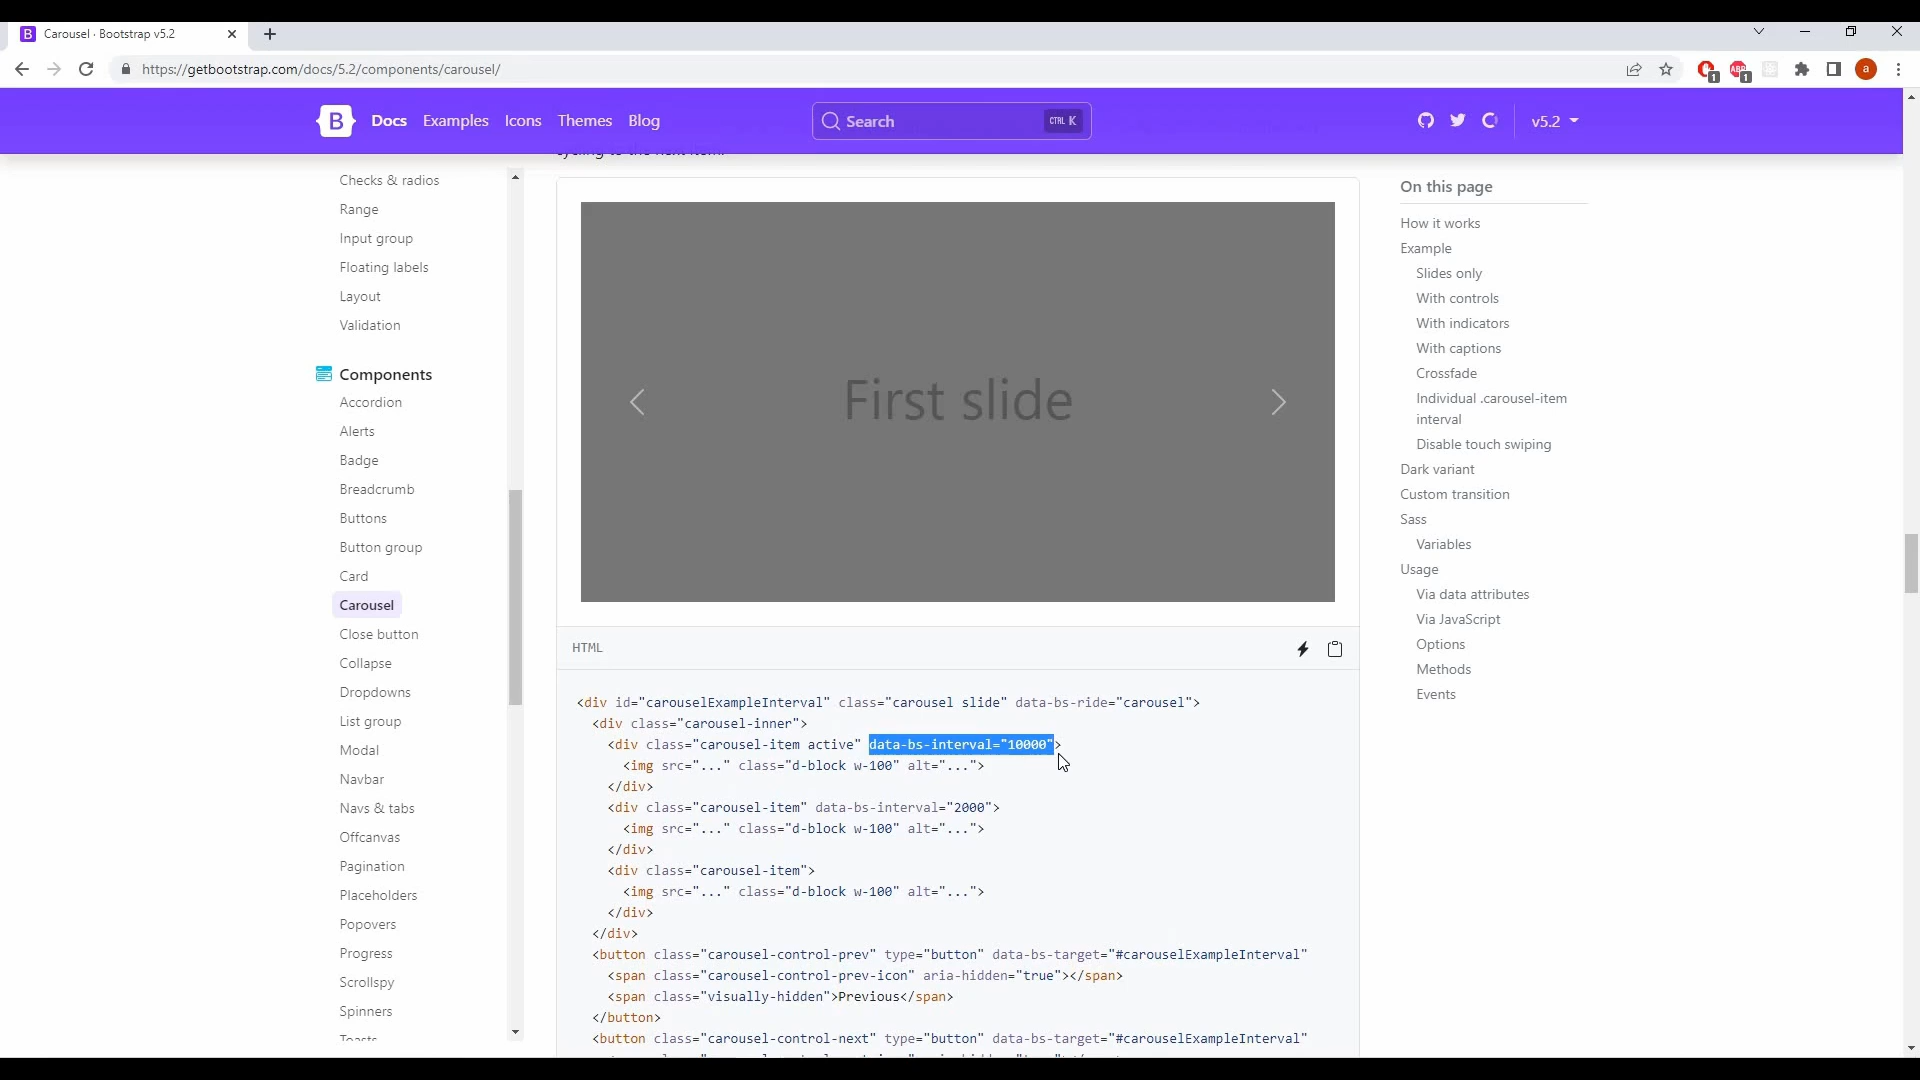 Carousel · Bootstrap v5.2
https://getbootstrap.com/docs/5.2/components/carousel/
1
ABP
1
a
B
Docs
Examples
Icons
Themes
Blog
Search
CTRL K
v5.2
cycling to the next item.
Checks & radios
Range
Input group
Floating labels
Layout
Validation
Components
Accordion
Alerts
Badge
Breadcrumb
Buttons
Button group
Card
Carousel
Close button
Collapse
Dropdowns
List group
Modal
Navbar
Navs & tabs
Offcanvas
Pagination
Placeholders
Popovers
Progress
Scrollspy
Spinners
Toasts
First slide
HTML
<div id="carouselExampleInterval" class="carousel slide" data-bs-ride="carousel">
<div class="carousel-inner">
<div class="carousel-item active" data-bs-interval="10000">
<img src="..." class="d-block w-100" alt="...">
</div>
<div class="carousel-item" data-bs-interval="2000">
<img src="..." class="d-block w-100" alt="...">
</div>
<div class="carousel-item">
<img src="..." class="d-block w-100" alt="...">
</div>
</div>
<button class="carousel-control-prev" type="button" data-bs-target="#carouselExampleInterval"
<span class="carousel-control-prev-icon" aria-hidden="true"></span>
<span class="visually-hidden">Previous</span>
</button>
<button class="carousel-control-next" type="button" data-bs-target="#carouselExampleInterval"
On this page
How it works
Example
Slides only
With controls
With indicators
With captions
Crossfade
Individual .carousel-item
interval
Disable touch swiping
Dark variant
Custom transition
Sass
Variables
Usage
Via data attributes
Via JavaScript
Options
Methods
Events